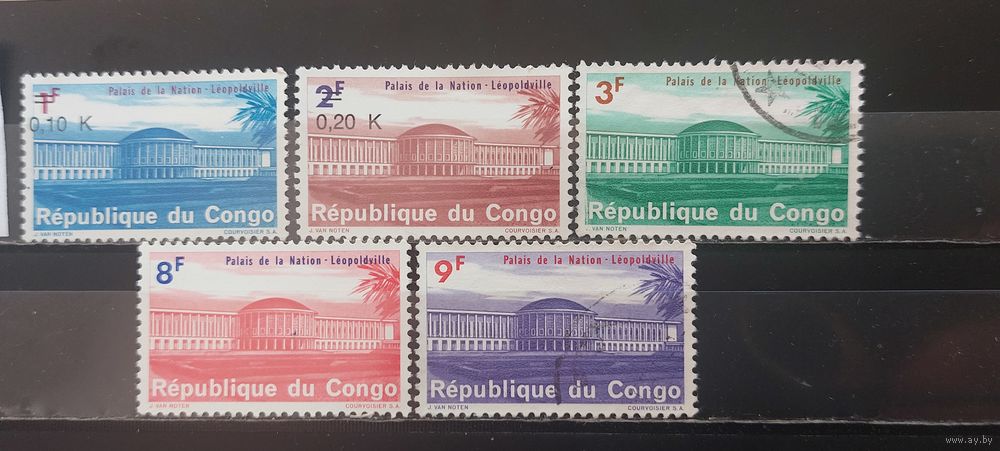 1F
Palais de la Nation - Léopoldville
0,10 K
République du Congo
J. VAN NOTEN
COURVOISIER S.A.
2F
Palais de la Nation - Léopoldville
0,20 K
République du Congo
J. VAN NOTEN
COURVOISIER S.A.
3F
Palais de la Nation - Léopoldville
République du Congo
J. VAN NOTEN
COURVOISIER S.A.
8F
Palais de la Nation - Léopoldville
République du Congo
J. VAN NOTEN
COURVOISIER S.A.
9F
Palais de la Nation - Léopoldville
République du Congo
J. VAN NOTEN
COURVOISIER S.A.
www.ay.by